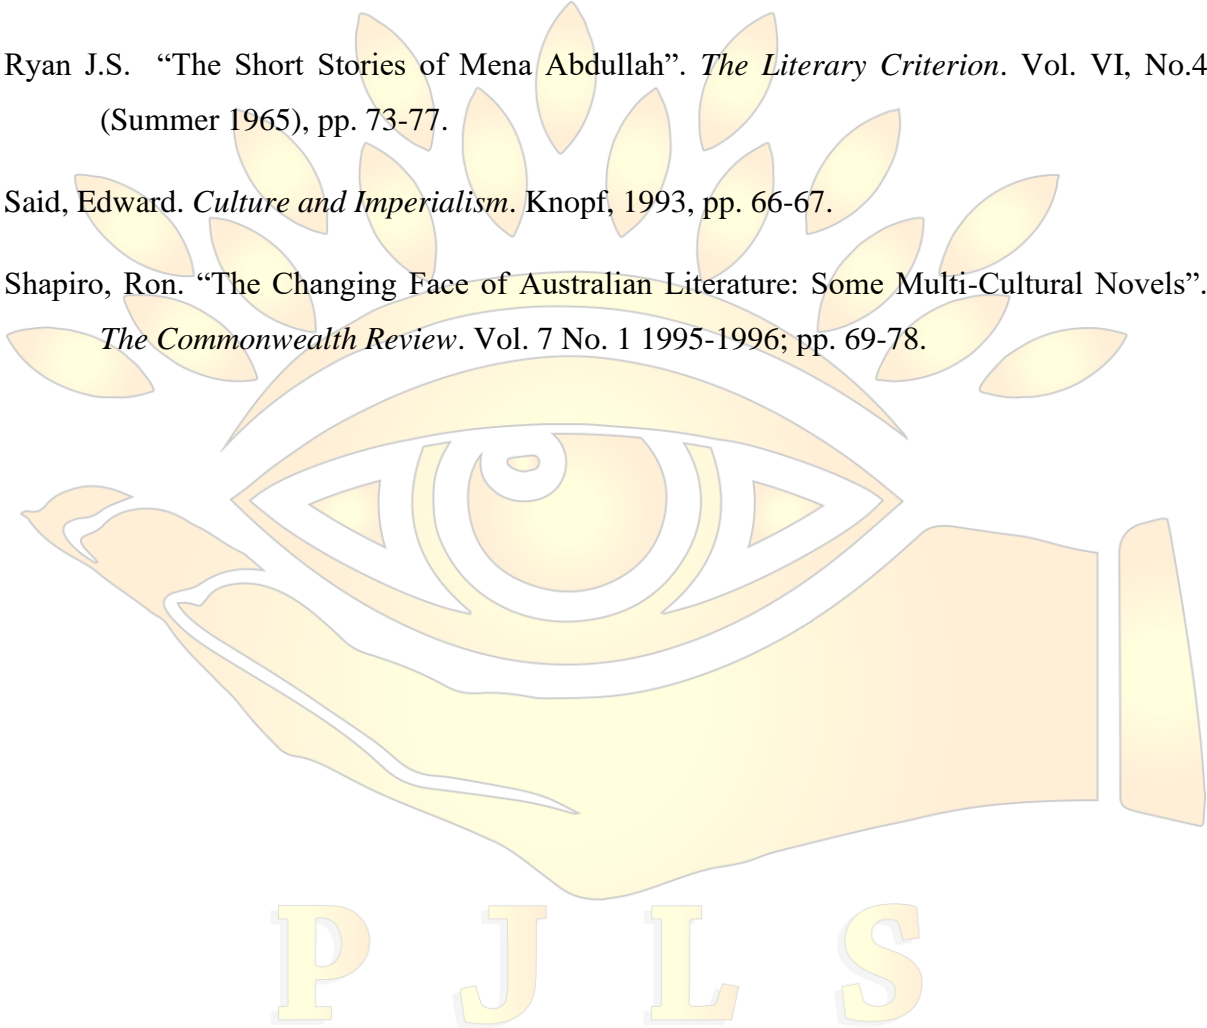 Ryan J.S. “The Short Stories of Mena Abdullah”. The Literary Criterion. Vol. VI, No.4
(Summer 1965), pp. 73-77.
Said, Edward. Culture and Imperialism. Knopf, 1993, pp. 66-67.
Shapiro, Ron. “The Changing Face of Australian Literature: Some Multi-Cultural Novels”.
The Commonwealth Review. Vol. 7 No. 1 1995-1996; pp. 69-78.
P J L S